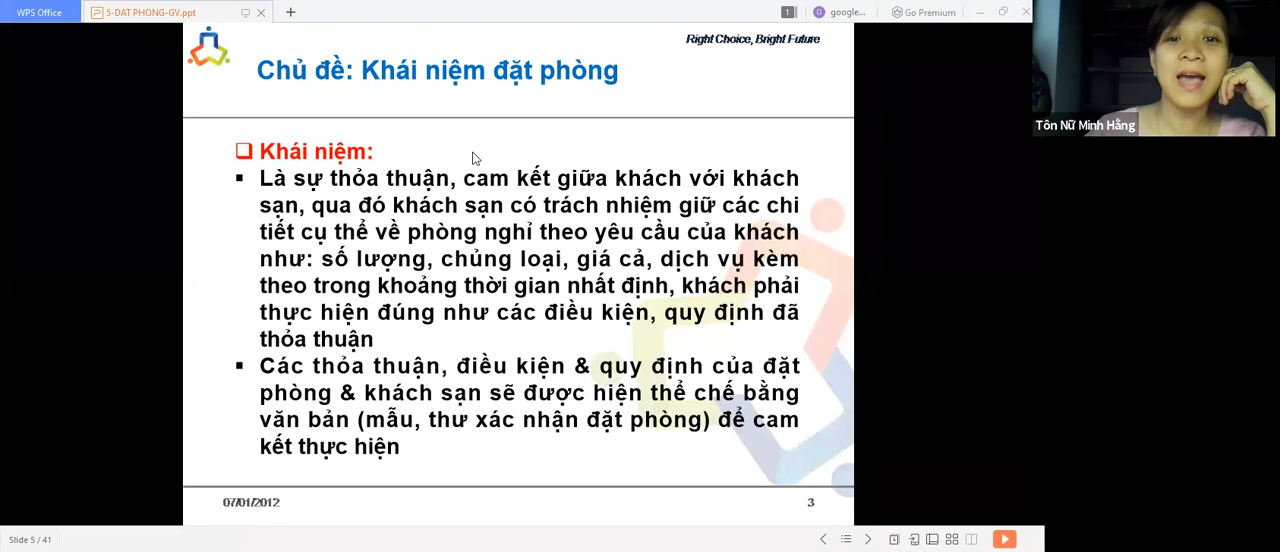 WPS Office
5-DAT PHONG-GV.ppt
1
G
google...
Go Premium
Right Choice, Bright Future
Chủ đề: Khái niệm đặt phòng
Tôn Nữ Minh Hằng
Khái niệm:
Là sự thỏa thuận, cam kết giữa khách với khách
sạn, qua đó khách sạn có trách nhiệm giữ các chi
tiết cụ thể về phòng nghỉ theo yêu cầu của khách
như: số lượng, chủng loại, giá cả, dịch vụ kèm
theo trong khoảng thời gian nhất định, khách phải
thực hiện đúng như các điều kiện, quy định đã
thỏa thuận
Các thỏa thuận, điều kiện & quy định của đặt
phòng & khách sạn sẽ được hiện thể chế bằng
văn bản (mẫu, thư xác nhận đặt phòng) để cam
kết thực hiện
07/01/2012
3
Slide 5 / 41